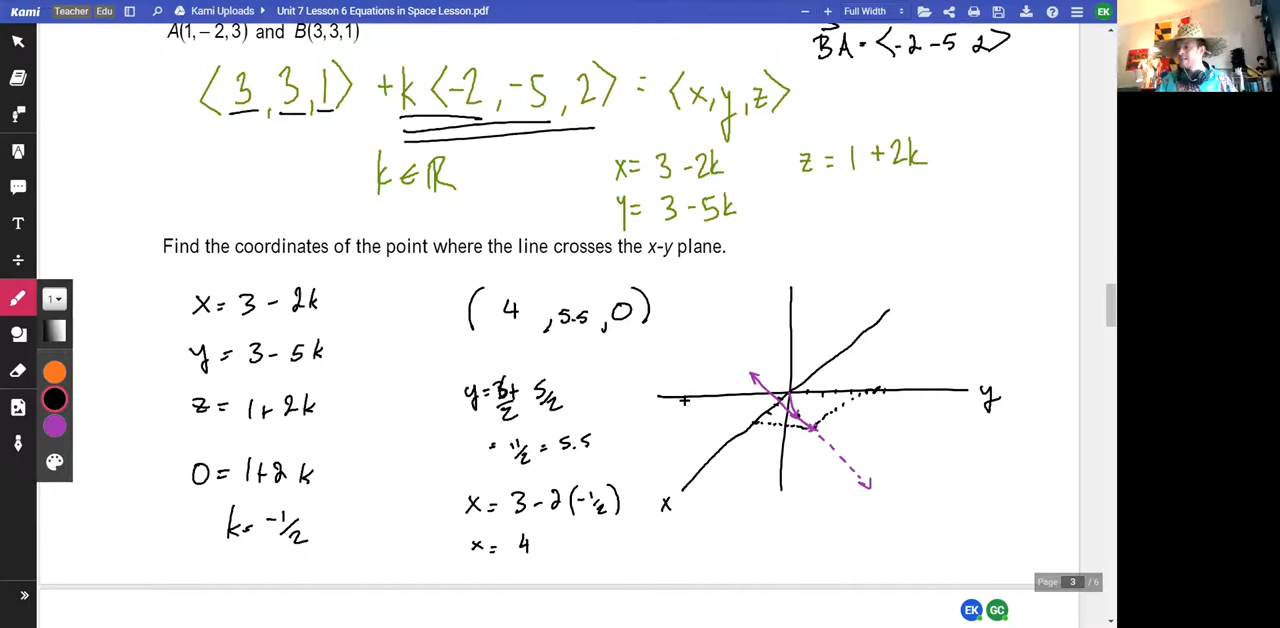 Kami Teacher Edu Kami Uploads Unit 7 Lesson 6 Equations in Space Lesson.pdf Full Width EK
A(1,−2,3) and B(3,3,1)
BA = <-2 -5 2>
<3, 3, 1> + k <-2, -5, 2> = <x, y, z>
k ∈ ℝ
x = 3 - 2k
z = 1 + 2k
y = 3 - 5k
Find the coordinates of the point where the line crosses the x-y plane.
x = 3 - 2k
y = 3 - 5k
z = 1 + 2k
0 = 1 + 2k
k = -1/2
(4, 5.5, 0)
5/2
= 11/2 = 5.5
x = 3 - 2(-1/2)
x = 4
y
x
T
1
Page 3 / 6
EK GC